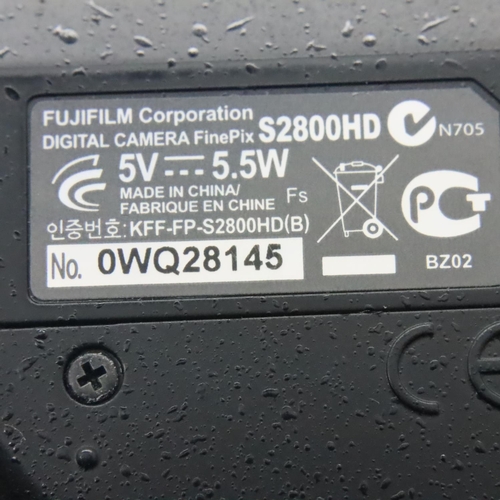 FUJIFILM Corporation
DIGITAL CAMERA FinePix S2800HD
N705
5V 5.5W
MADE IN CHINA/
FABRIQUE EN CHINE Fs
인증번호:KFF-FP-S2800HD(B)
No. 0WQ28145
BZ02
CE